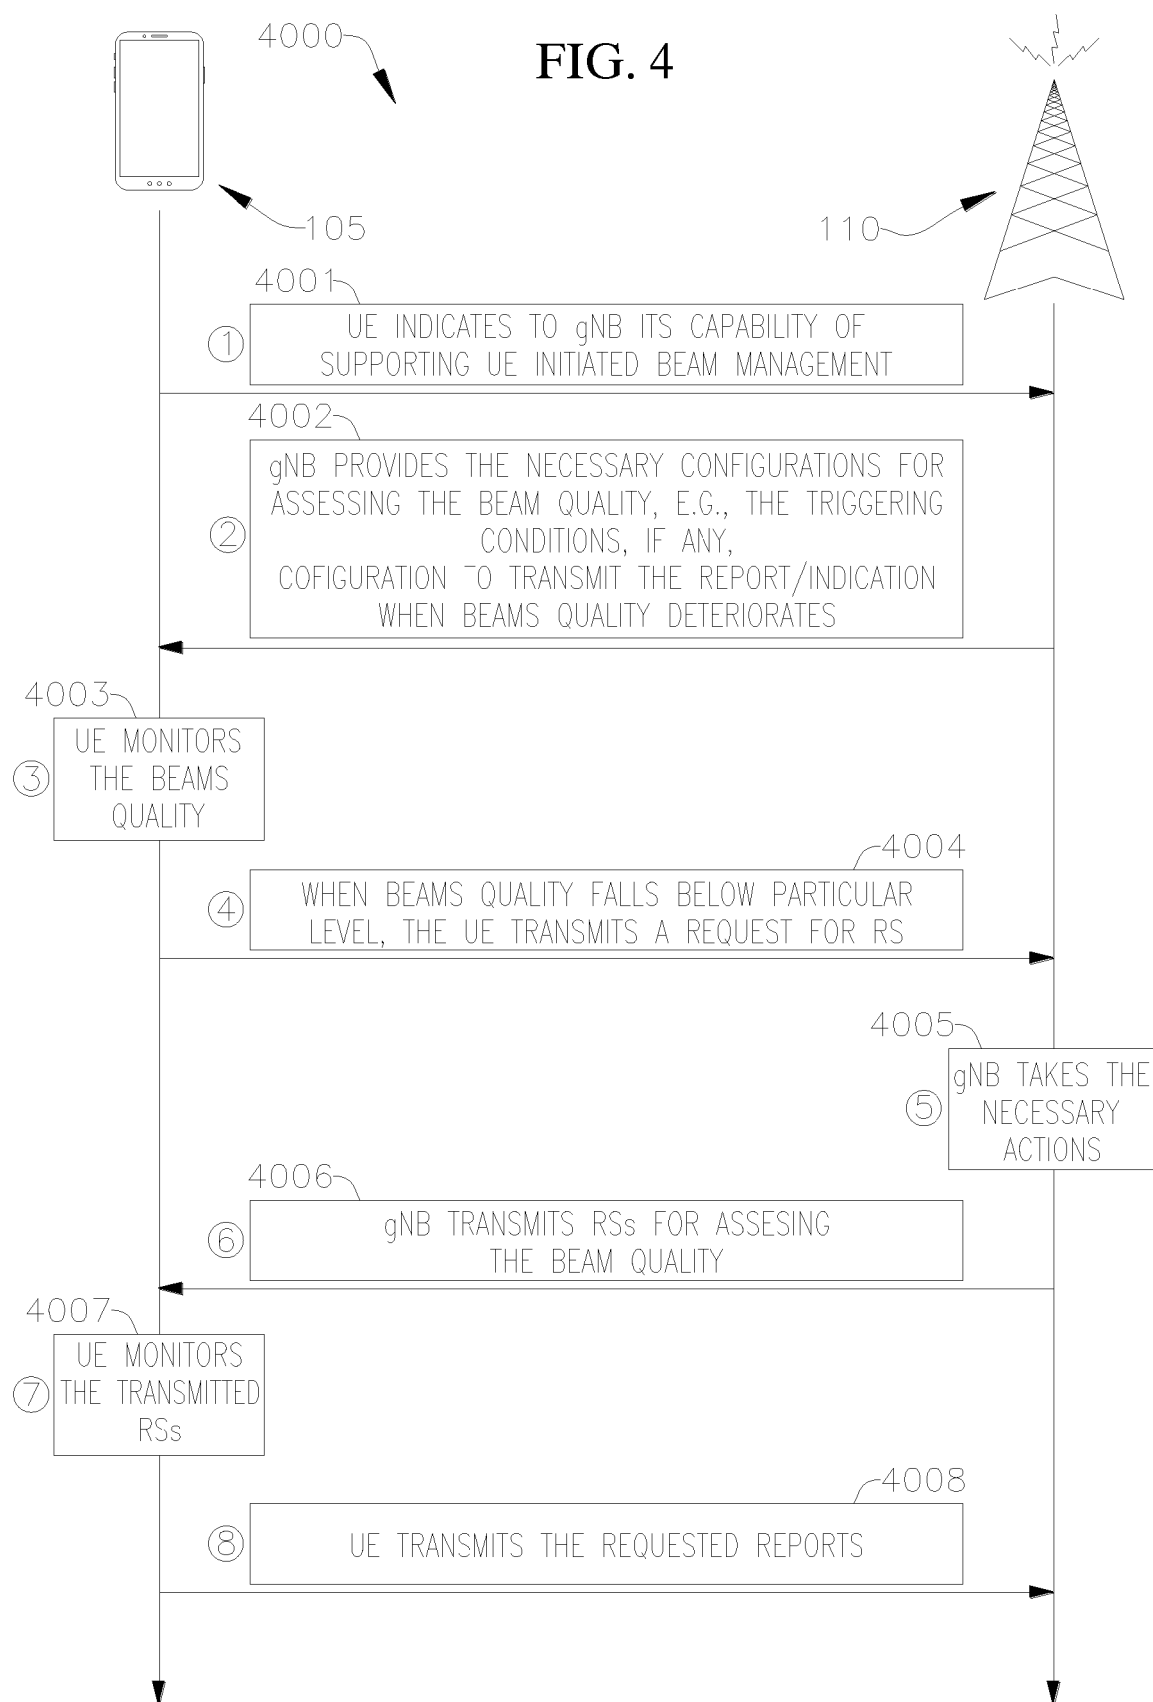 4000
FIG. 4
105
110
4001
① UE INDICATES TO gNB ITS CAPABILITY OF
SUPPORTING UE INITIATED BEAM MANAGEMENT
4002
gNB PROVIDES THE NECESSARY CONFIGURATIONS FOR
ASSESSING THE BEAM QUALITY, E.G., THE TRIGGERING
② CONDITIONS, IF ANY,
COFIGURATION TO TRANSMIT THE REPORT/INDICATION
WHEN BEAMS QUALITY DETERIORATES
4003
UE MONITORS
③ THE BEAMS
QUALITY
4004
④ WHEN BEAMS QUALITY FALLS BELOW PARTICULAR
LEVEL, THE UE TRANSMITS A REQUEST FOR RS
4005
gNB TAKES THE
⑤ NECESSARY
ACTIONS
4006
⑥ gNB TRANSMITS RSs FOR ASSESING
THE BEAM QUALITY
4007
UE MONITORS
⑦ THE TRANSMITTED
RSs
4008
⑧ UE TRANSMITS THE REQUESTED REPORTS